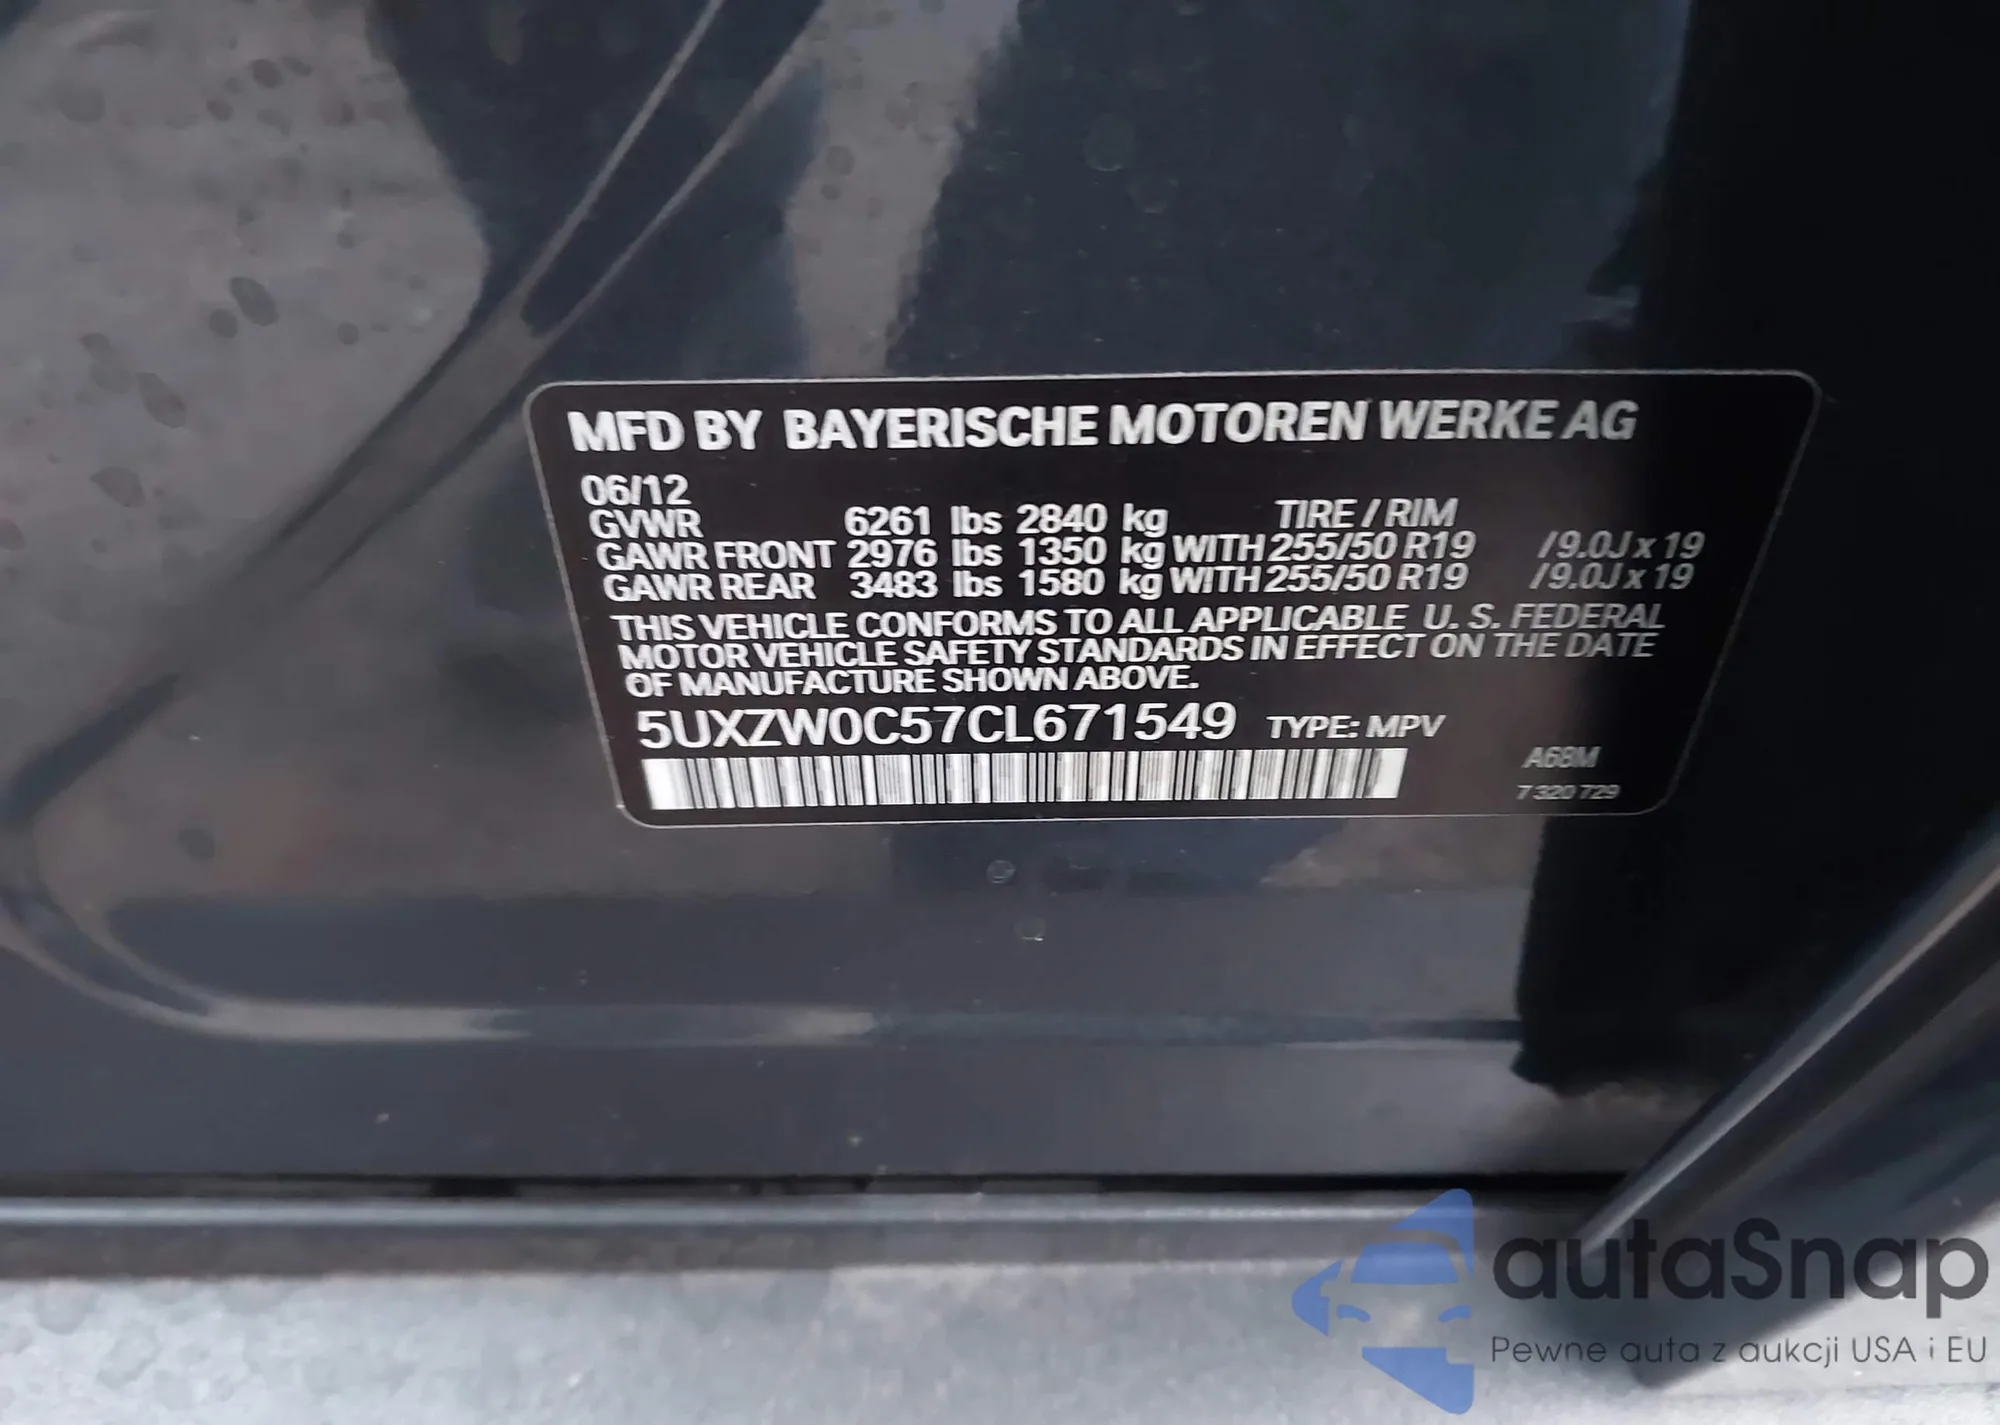 MFD BY BAYERISCHE MOTOREN WERKE AG
06/12
GVWR 6261 lbs 2840 kg TIRE / RIM
GAWR FRONT 2976 lbs 1350 kg WITH 255/50 R19 /9.0J x 19
GAWR REAR 3483 lbs 1580 kg WITH 255/50 R19 /9.0J x 19
THIS VEHICLE CONFORMS TO ALL APPLICABLE U. S. FEDERAL
MOTOR VEHICLE SAFETY STANDARDS IN EFFECT ON THE DATE
OF MANUFACTURE SHOWN ABOVE.
5UXZW0C57CL671549 TYPE: MPV
A68M
7 320 729
autaSnap
Pewne auta z aukcji USA i EU